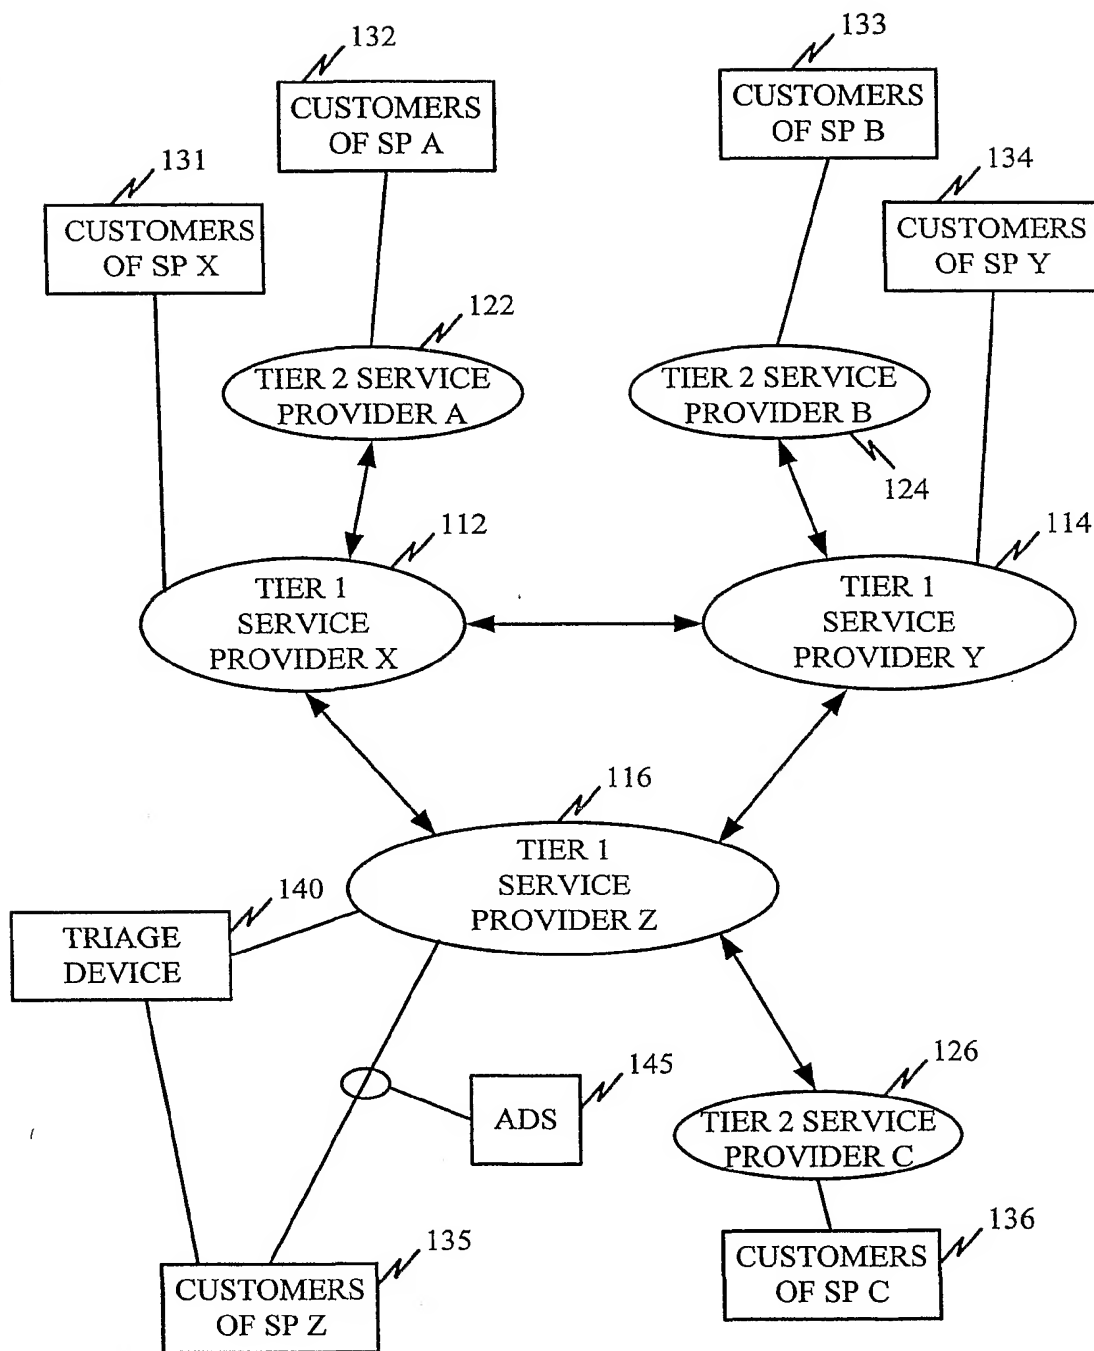 132
CUSTOMERS
OF SP A
133
CUSTOMERS
OF SP B
131
CUSTOMERS
OF SP X
134
CUSTOMERS
OF SP Y
122
TIER 2 SERVICE
PROVIDER A
TIER 2 SERVICE
PROVIDER B
124
112
TIER 1
SERVICE
PROVIDER X
114
TIER 1
SERVICE
PROVIDER Y
116
TIER 1
SERVICE
PROVIDER Z
140
TRIAGE
DEVICE
145
ADS
126
TIER 2 SERVICE
PROVIDER C
135
CUSTOMERS
OF SP Z
136
CUSTOMERS
OF SP C